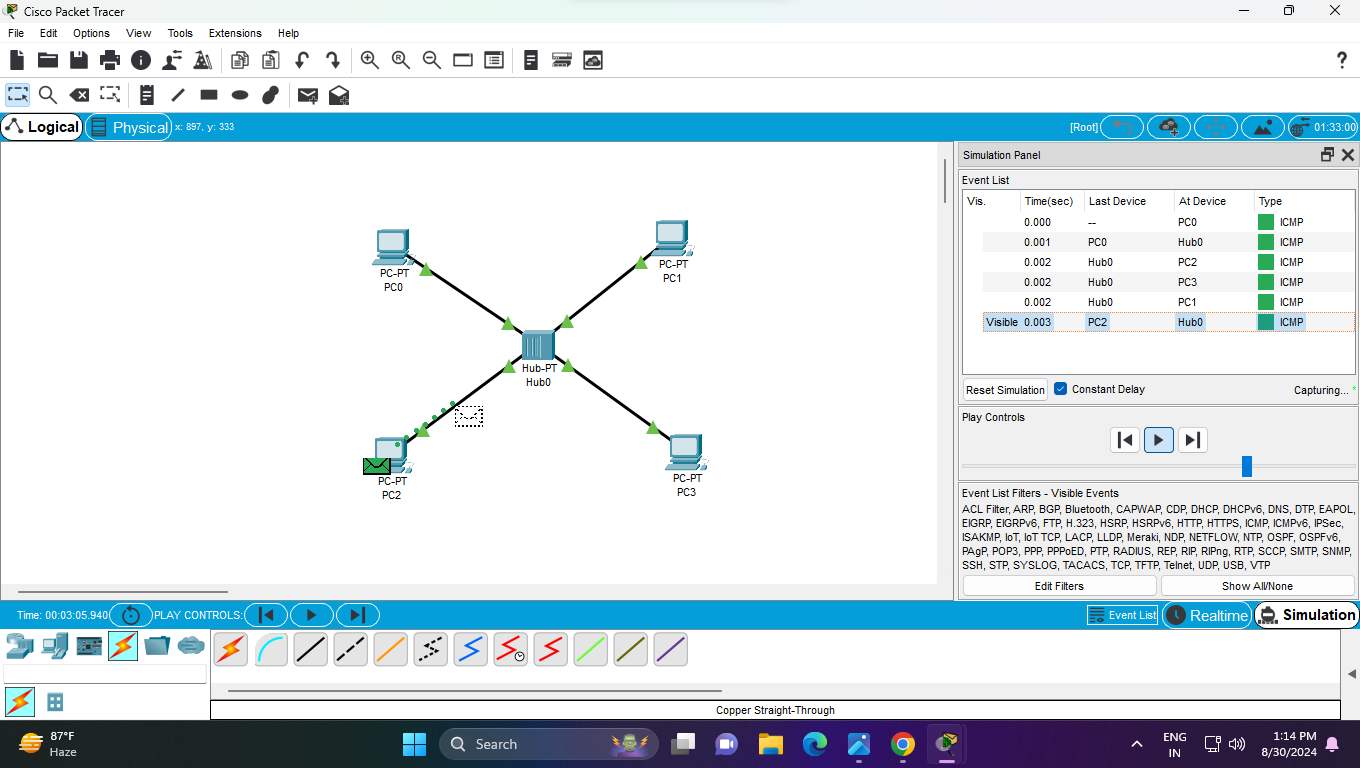 Cisco Packet Tracer
File Edit Options View Tools Extensions Help
R
?
Logical
Physical
x: 897, y: 333
[Root]
01:33:00
PC-PT
PC0
PC-PT
PC1
Hub-PT
Hub0
PC-PT
PC2
PC-PT
PC3
Simulation Panel
Event List
Vis. Time(sec) Last Device At Device Type
0.000 -- PC0 ICMP
0.001 PC0 Hub0 ICMP
0.002 Hub0 PC2 ICMP
0.002 Hub0 PC3 ICMP
0.002 Hub0 PC1 ICMP
Visible 0.003 PC2 Hub0 ICMP
Reset Simulation Constant Delay Capturing... *
Play Controls
Event List Filters - Visible Events
ACL Filter, ARP, BGP, Bluetooth, CAPWAP, CDP, DHCP, DHCPv6, DNS, DTP, EAPOL,
EIGRP, EIGRPv6, FTP, H.323, HSRP, HSRPv6, HTTP, HTTPS, ICMP, ICMPv6, IPSec,
ISAKMP, IoT, IoT TCP, LACP, LLDP, Meraki, NDP, NETFLOW, NTP, OSPF, OSPFv6,
PAgP, POP3, PPP, PPPoED, PTP, RADIUS, REP, RIP, RIPng, RTP, SCCP, SMTP, SNMP,
SSH, STP, SYSLOG, TACACS, TCP, TFTP, Telnet, UDP, USB, VTP
Edit Filters Show All/None
Time: 00:03:05.940 PLAY CONTROLS:
Event List Realtime Simulation
Copper Straight-Through
87°F
Haze
Search
ENG
IN
1:14 PM
8/30/2024